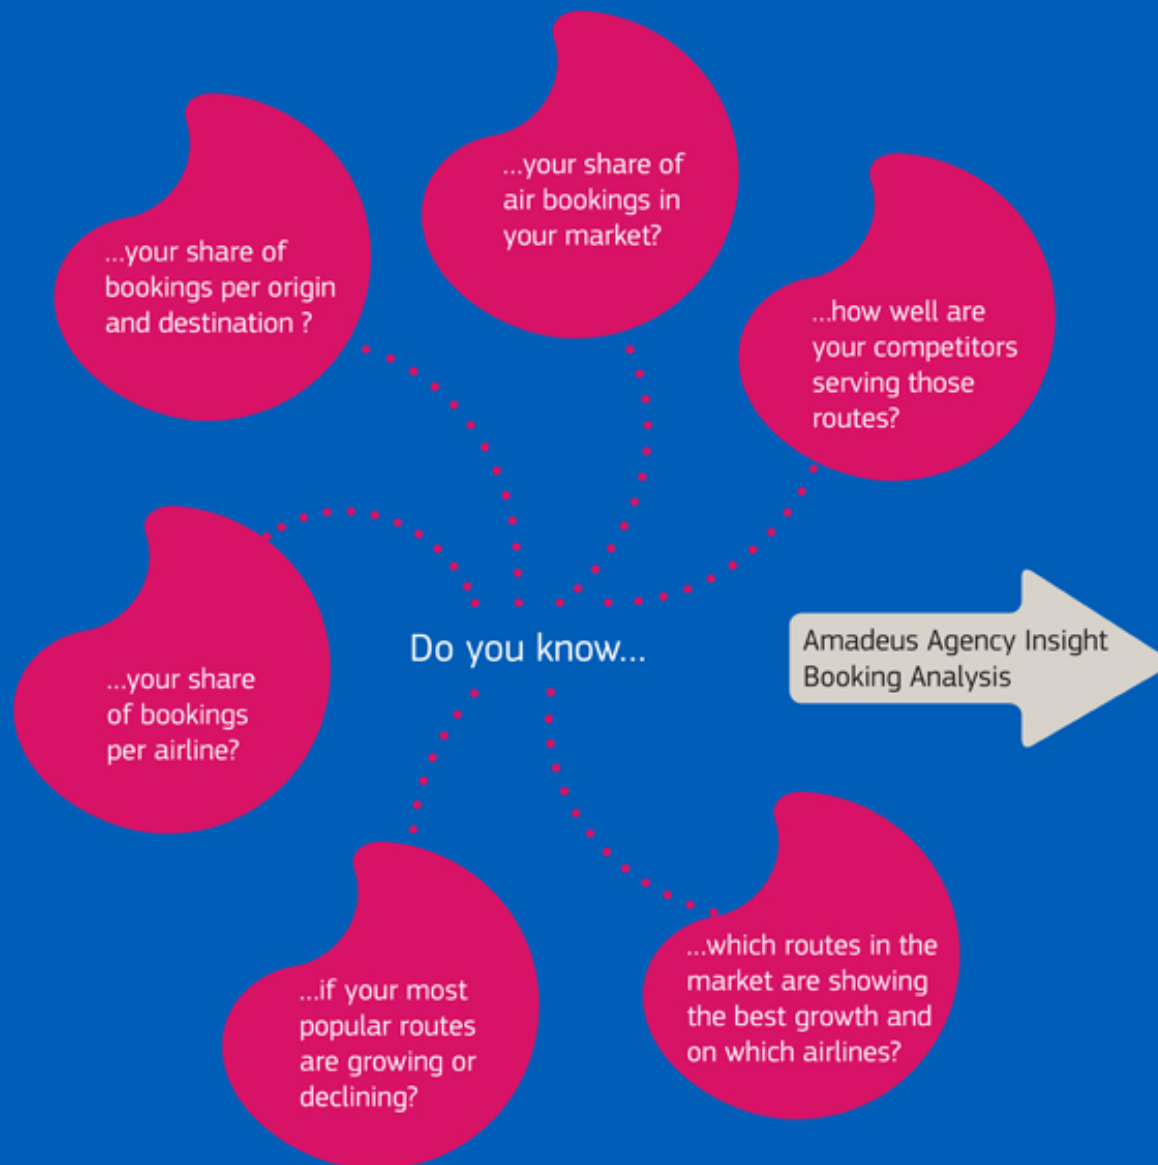 ...your share of
air bookings in
your market?
...your share of
bookings per origin
and destination ?
...how well are
your competitors
serving those
routes?
Do you know...
Amadeus Agency Insight
Booking Analysis
...your share
of bookings
per airline?
...which routes in the
market are showing
the best growth and
on which airlines?
...if your most
popular routes
are growing or
declining?